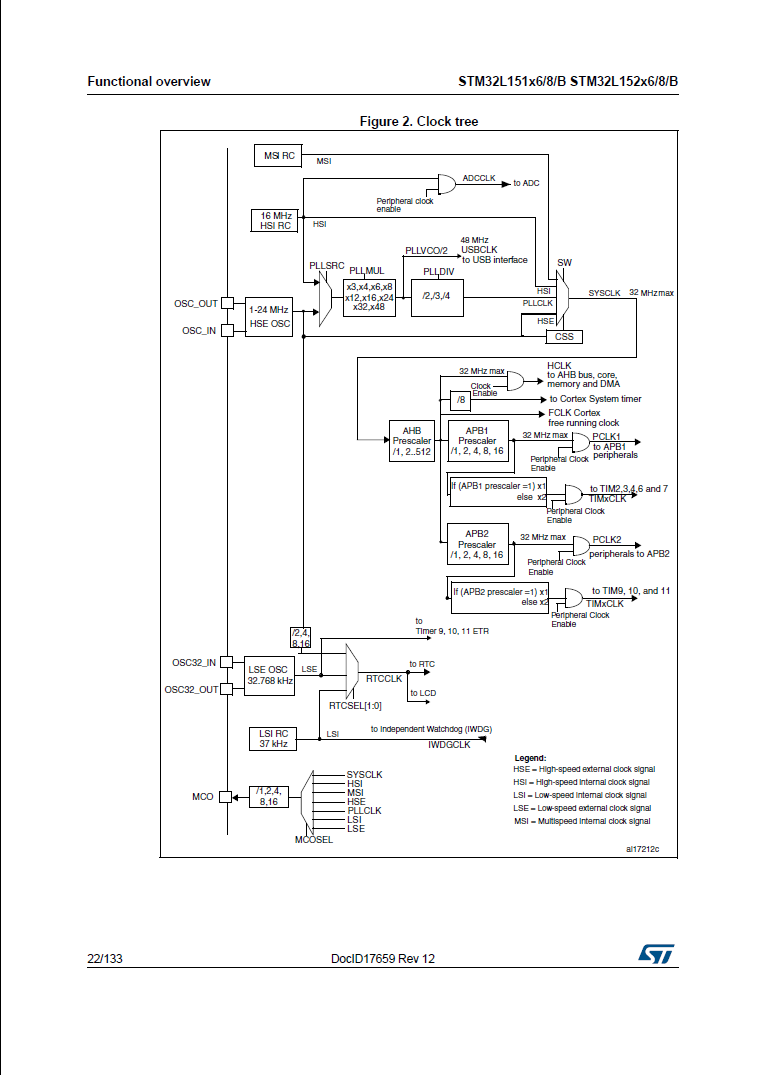 Functional overview
STM32L151x6/8/B STM32L152x6/8/B
Figure 2. Clock tree
MSI RC
MSI
ADCCLK
to ADC
Peripheral clock
enable
16 MHz
HSI RC
HSI
48 MHz
USBCLK
to USB interface
PLLVCO/2
PLLSRC
PLLMUL
PLLDIV
SW
x3,x4,x6,x8
x12,x16,x24
x32,x48
/2,/3,/4
HSI
PLLCLK
HSE
SYSCLK
32 MHz max
CSS
OSC_OUT
OSC_IN
1-24 MHz
HSE OSC
32 MHz max
HCLK
to AHB bus, core,
memory and DMA
Clock
Enable
/8
to Cortex System timer
FCLK Cortex
free running clock
AHB
Prescaler
/1, 2..512
APB1
Prescaler
/1, 2, 4, 8, 16
32 MHz max
PCLK1
to APB1
peripherals
Peripheral Clock
Enable
If (APB1 prescaler =1) x1
else x2
to TIM2,3,4,6 and 7
TIMxCLK
Peripheral Clock
Enable
APB2
Prescaler
/1, 2, 4, 8, 16
32 MHz max
PCLK2
peripherals to APB2
Peripheral Clock
Enable
If (APB2 prescaler =1) x1
else x2
to TIM9, 10, and 11
TIMxCLK
Peripheral Clock
Enable
/2,4,
8,16
to
Timer 9, 10, 11 ETR
OSC32_IN
OSC32_OUT
LSE OSC
32.768 kHz
LSE
to RTC
RTCCLK
to LCD
RTCSEL[1:0]
LSI RC
37 kHz
LSI
to Independent Watchdog (IWDG)
IWDGCLK
MCO
/1,2,4,
8,16
SYSCLK
HSI
MSI
HSE
PLLCLK
LSI
LSE
MCOSEL
Legend:
HSE = High-speed external clock signal
HSI = High-speed internal clock signal
LSI = Low-speed internal clock signal
LSE = Low-speed external clock signal
MSI = Multispeed internal clock signal
ai17212c
22/133
DocID17659 Rev 12
ST